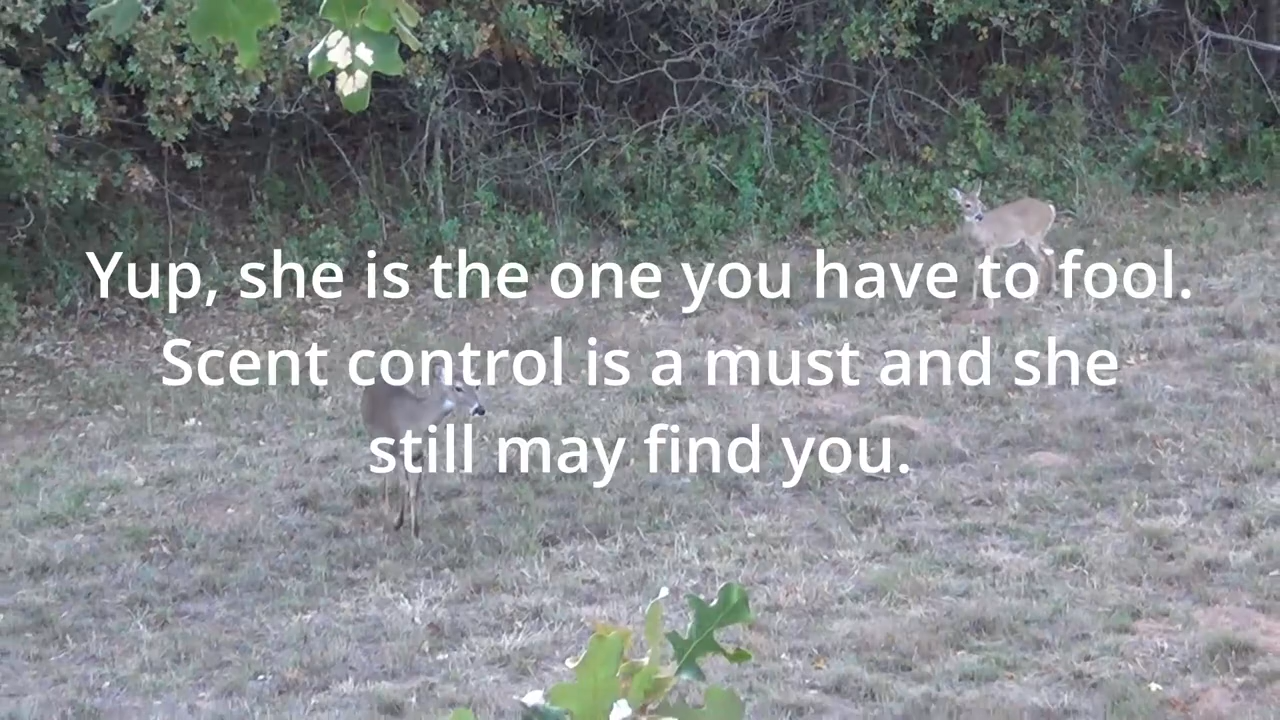 Yup, she is the one you have to fool.
Scent control is a must and she
still may find you.